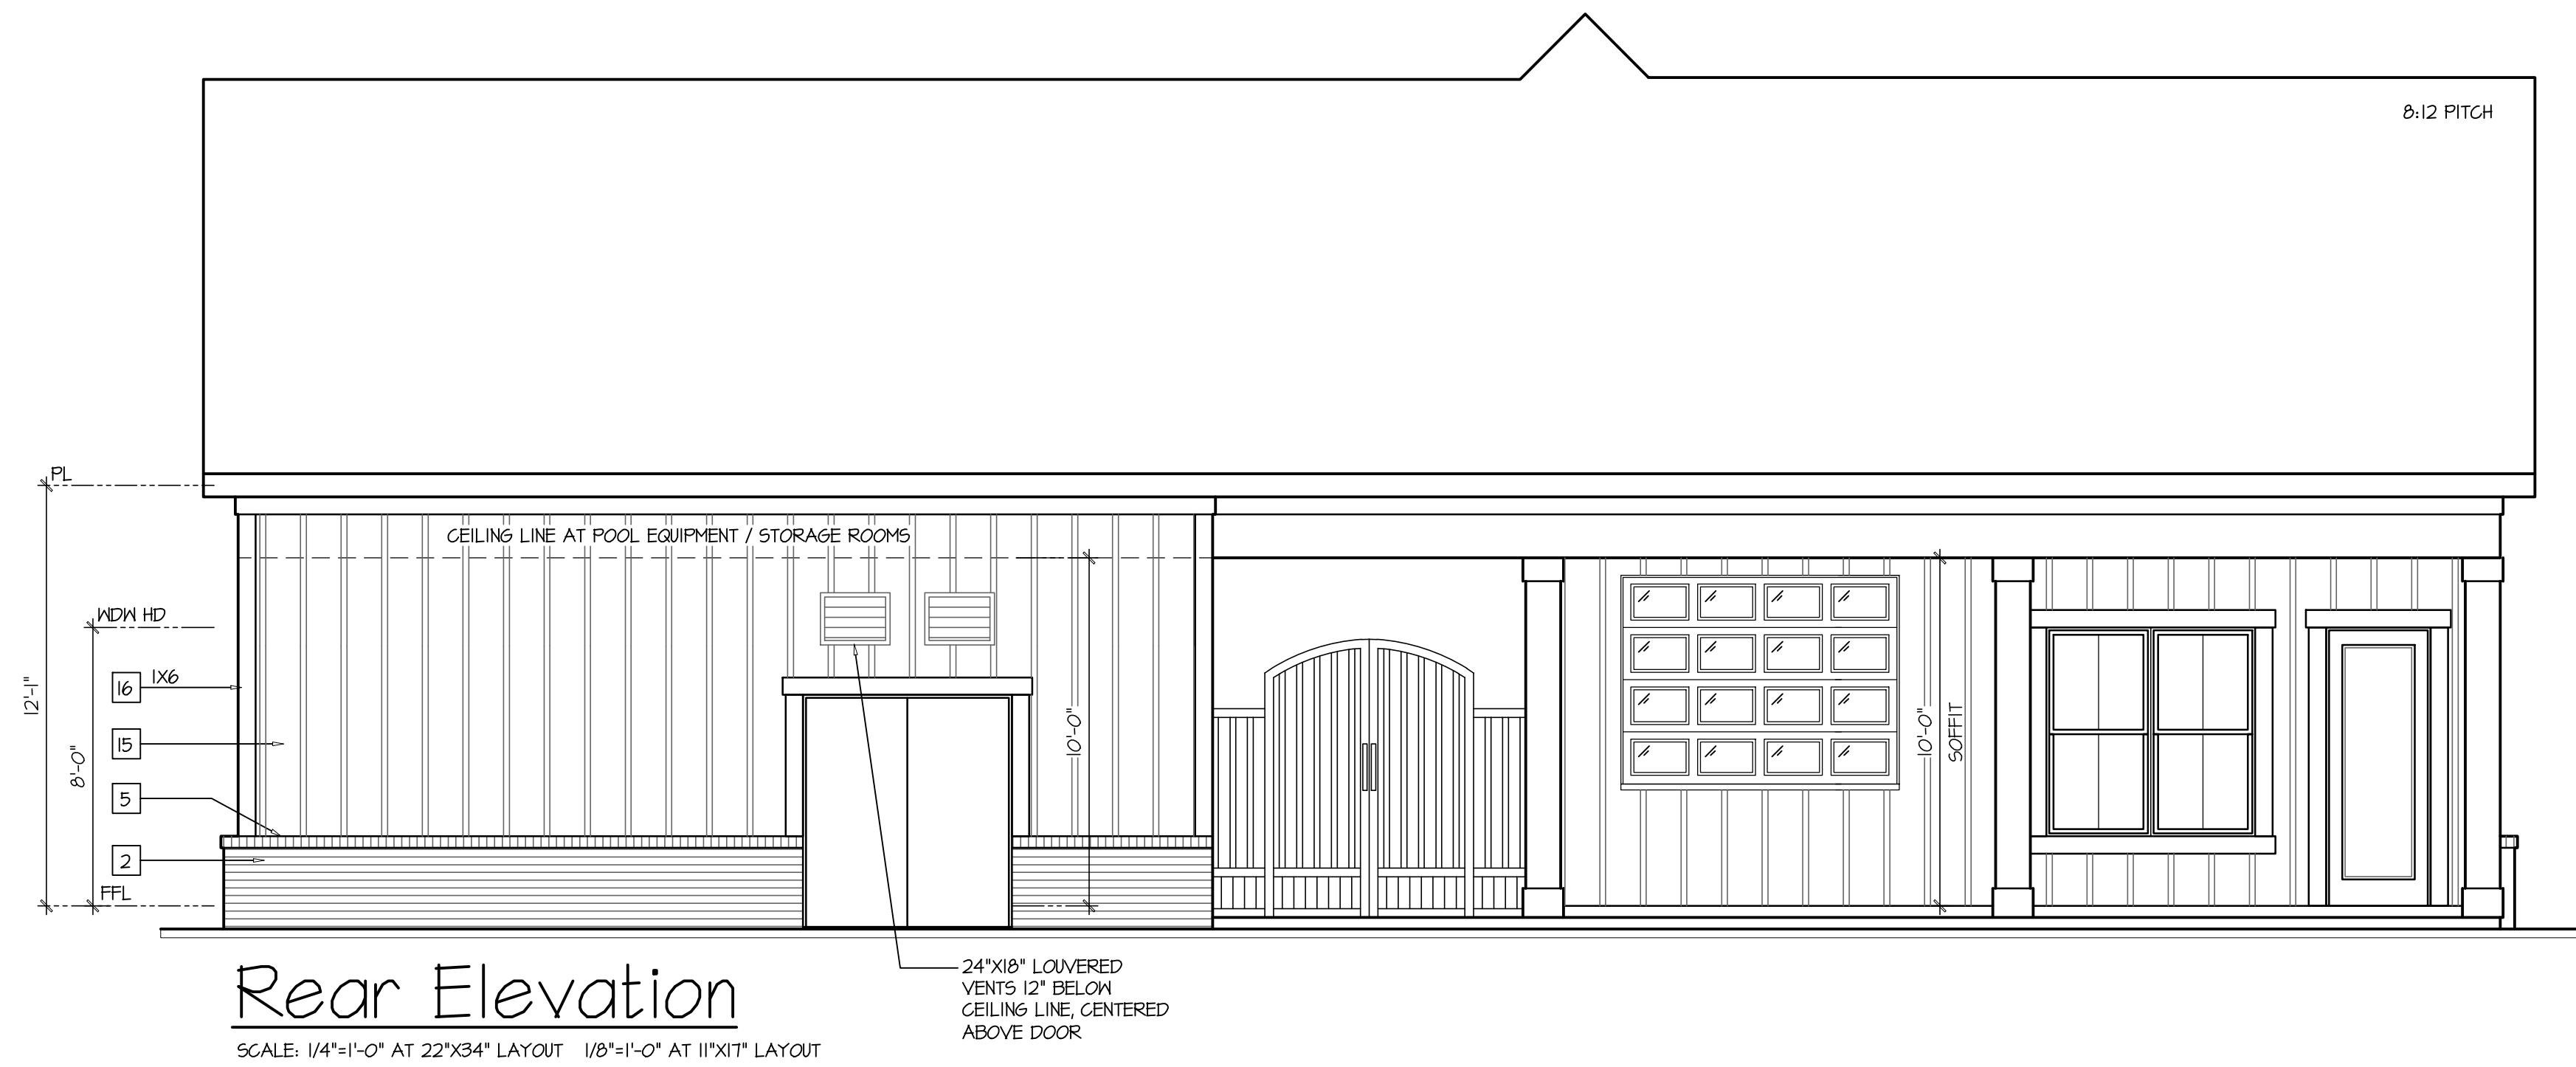 8:12 PITCH
PL
CEILING LINE AT POOL EQUIPMENT / STORAGE ROOMS
WDW HD
16 1X6
12'-1"
8'-0"
15
10'-0"
10'-0"
SOFFIT
5
2
FFL
Rear Elevation
SCALE: 1/4"=1'-0" AT 22"X34" LAYOUT 1/8"=1'-0" AT 11"X17" LAYOUT
24"X18" LOUVERED
VENTS 12" BELOW
CEILING LINE, CENTERED
ABOVE DOOR